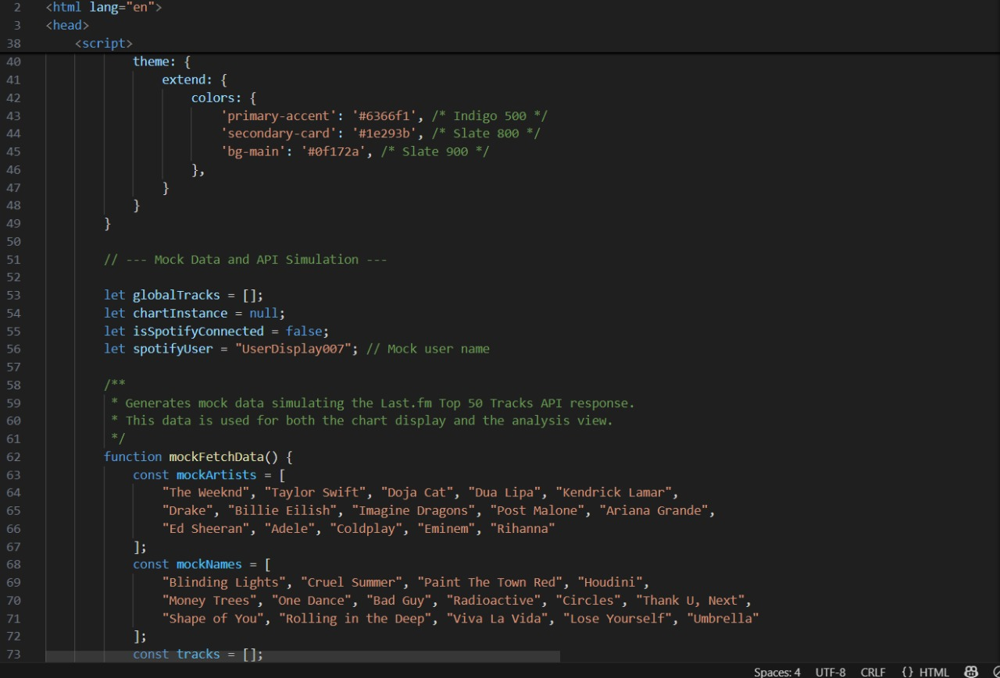 2 <html lang="en">
3 <head>
38 <script>
40 theme: {
41 extend: {
42 colors: {
43 'primary-accent': '#6366f1', /* Indigo 500 */
44 'secondary-card': '#1e293b', /* Slate 800 */
45 'bg-main': '#0f172a', /* Slate 900 */
46 },
47 }
48 }
49 }
50
51 // --- Mock Data and API Simulation ---
52
53 let globalTracks = [];
54 let chartInstance = null;
55 let isSpotifyConnected = false;
56 let spotifyUser = "UserDisplay007"; // Mock user name
57
58 /**
59 * Generates mock data simulating the Last.fm Top 50 Tracks API response.
60 * This data is used for both the chart display and the analysis view.
61 */
62 function mockFetchData() {
63 const mockArtists = [
64 "The Weeknd", "Taylor Swift", "Doja Cat", "Dua Lipa", "Kendrick Lamar",
65 "Drake", "Billie Eilish", "Imagine Dragons", "Post Malone", "Ariana Grande",
66 "Ed Sheeran", "Adele", "Coldplay", "Eminem", "Rihanna"
67 ];
68 const mockNames = [
69 "Blinding Lights", "Cruel Summer", "Paint The Town Red", "Houdini",
70 "Money Trees", "One Dance", "Bad Guy", "Radioactive", "Circles", "Thank U, Next",
71 "Shape of You", "Rolling in the Deep", "Viva La Vida", "Lose Yourself", "Umbrella"
72 ];
73 const tracks = [];
Spaces: 4 UTF-8 CRLF {} HTML